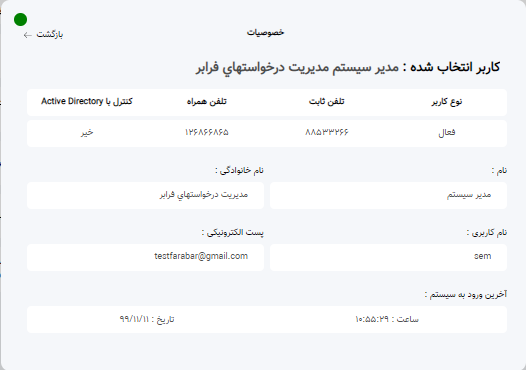 خصوصیات
بازگشت
کاربر انتخاب شده : مدیر سیستم مدیریت درخواستهاي فرابر
نوع کاربر تلفن ثابت تلفن همراه کنترل با Active Directory
فعال ۸۸۵۳۳۲۶۶ ۱۲۶۸۶۶۸۶۵ خیر
نام : نام خانوادگی :
مدیر سیستم مدیریت درخواستهاي فرابر
نام کاربری : پست الکترونیکی :
sem testfarabar@gmail.com
آخرین ورود به سیستم :
ساعت : ۱۰:۵۵:۲۹ تاریخ : ۹۹/۱۱/۱۱